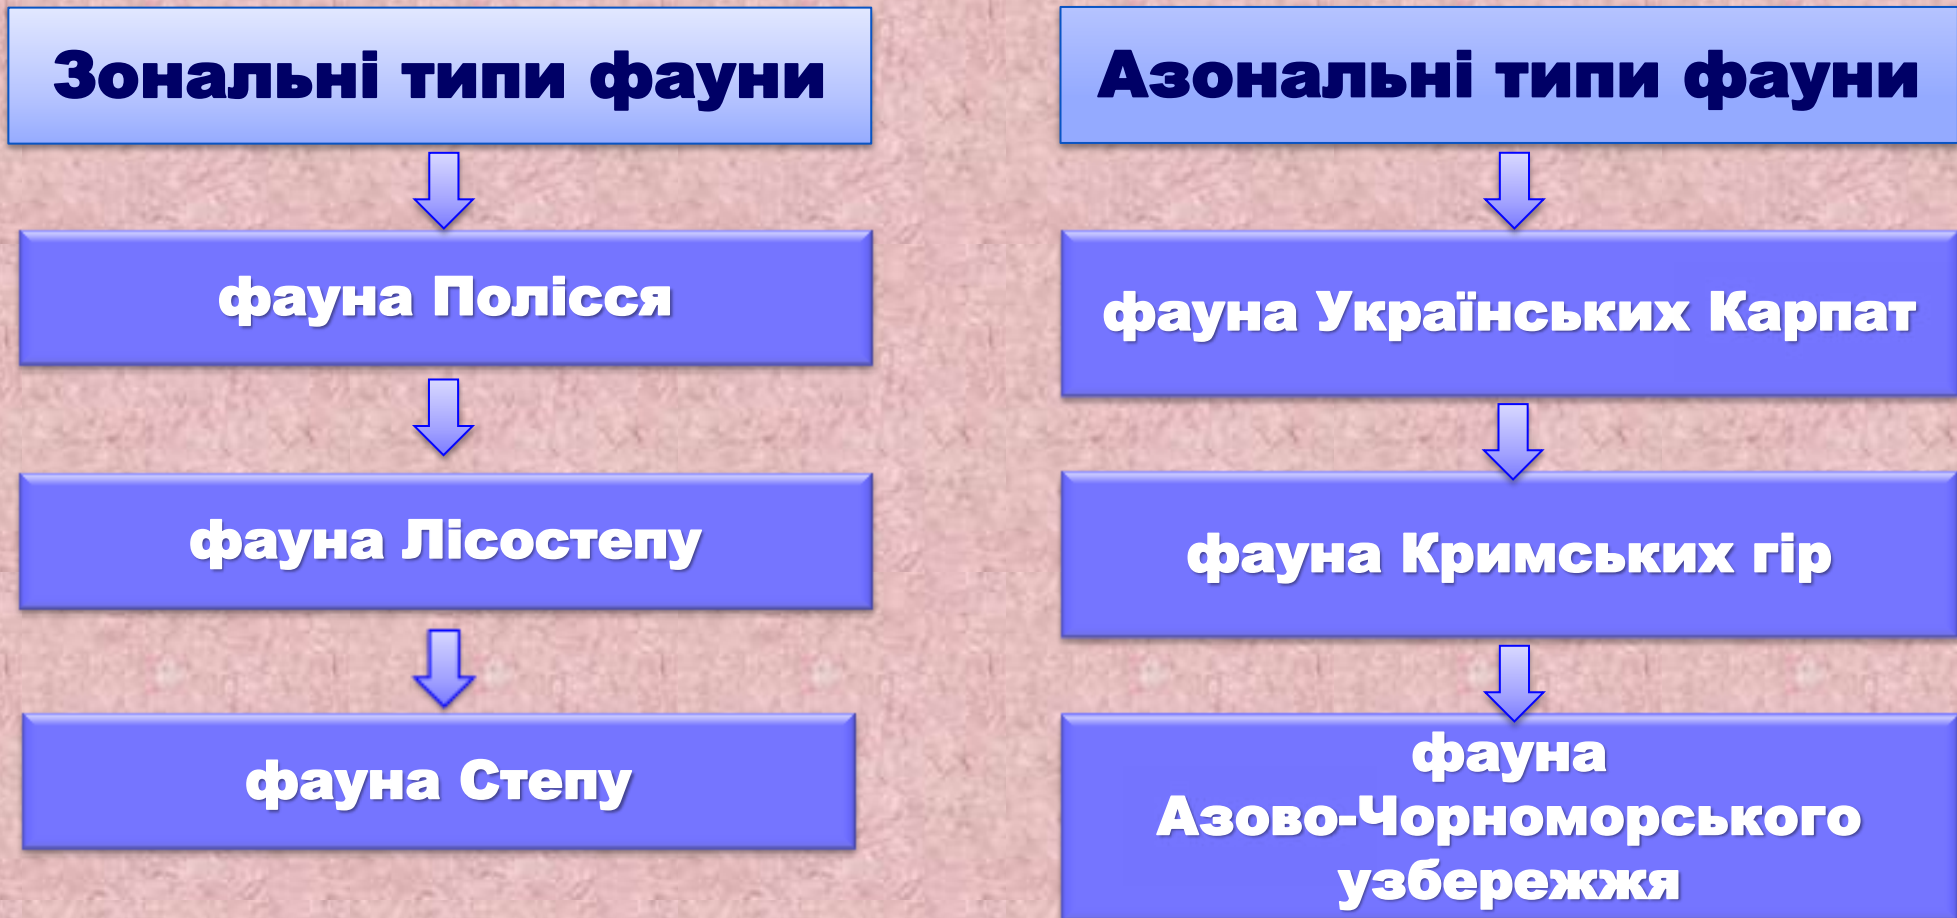 Зональні типи фауни
фауна Полісся
фауна Лісостепу
фауна Степу
Азональні типи фауни
фауна Українських Карпат
фауна Кримських гір
фауна
Азово-Чорноморського
узбережжя